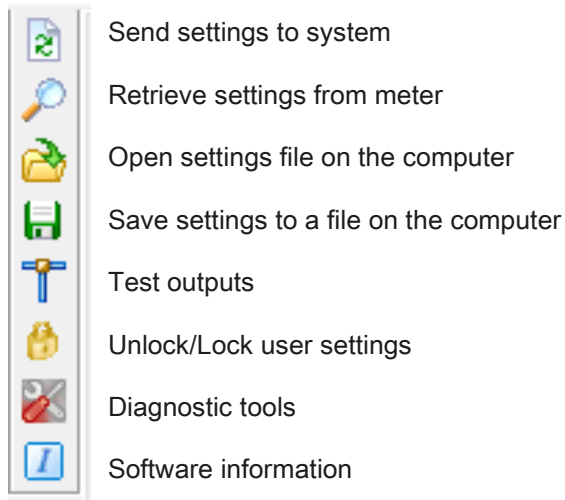 Send settings to system
Retrieve settings from meter
Open settings file on the computer
Save settings to a file on the computer
Test outputs
Unlock/Lock user settings
Diagnostic tools
I Software information